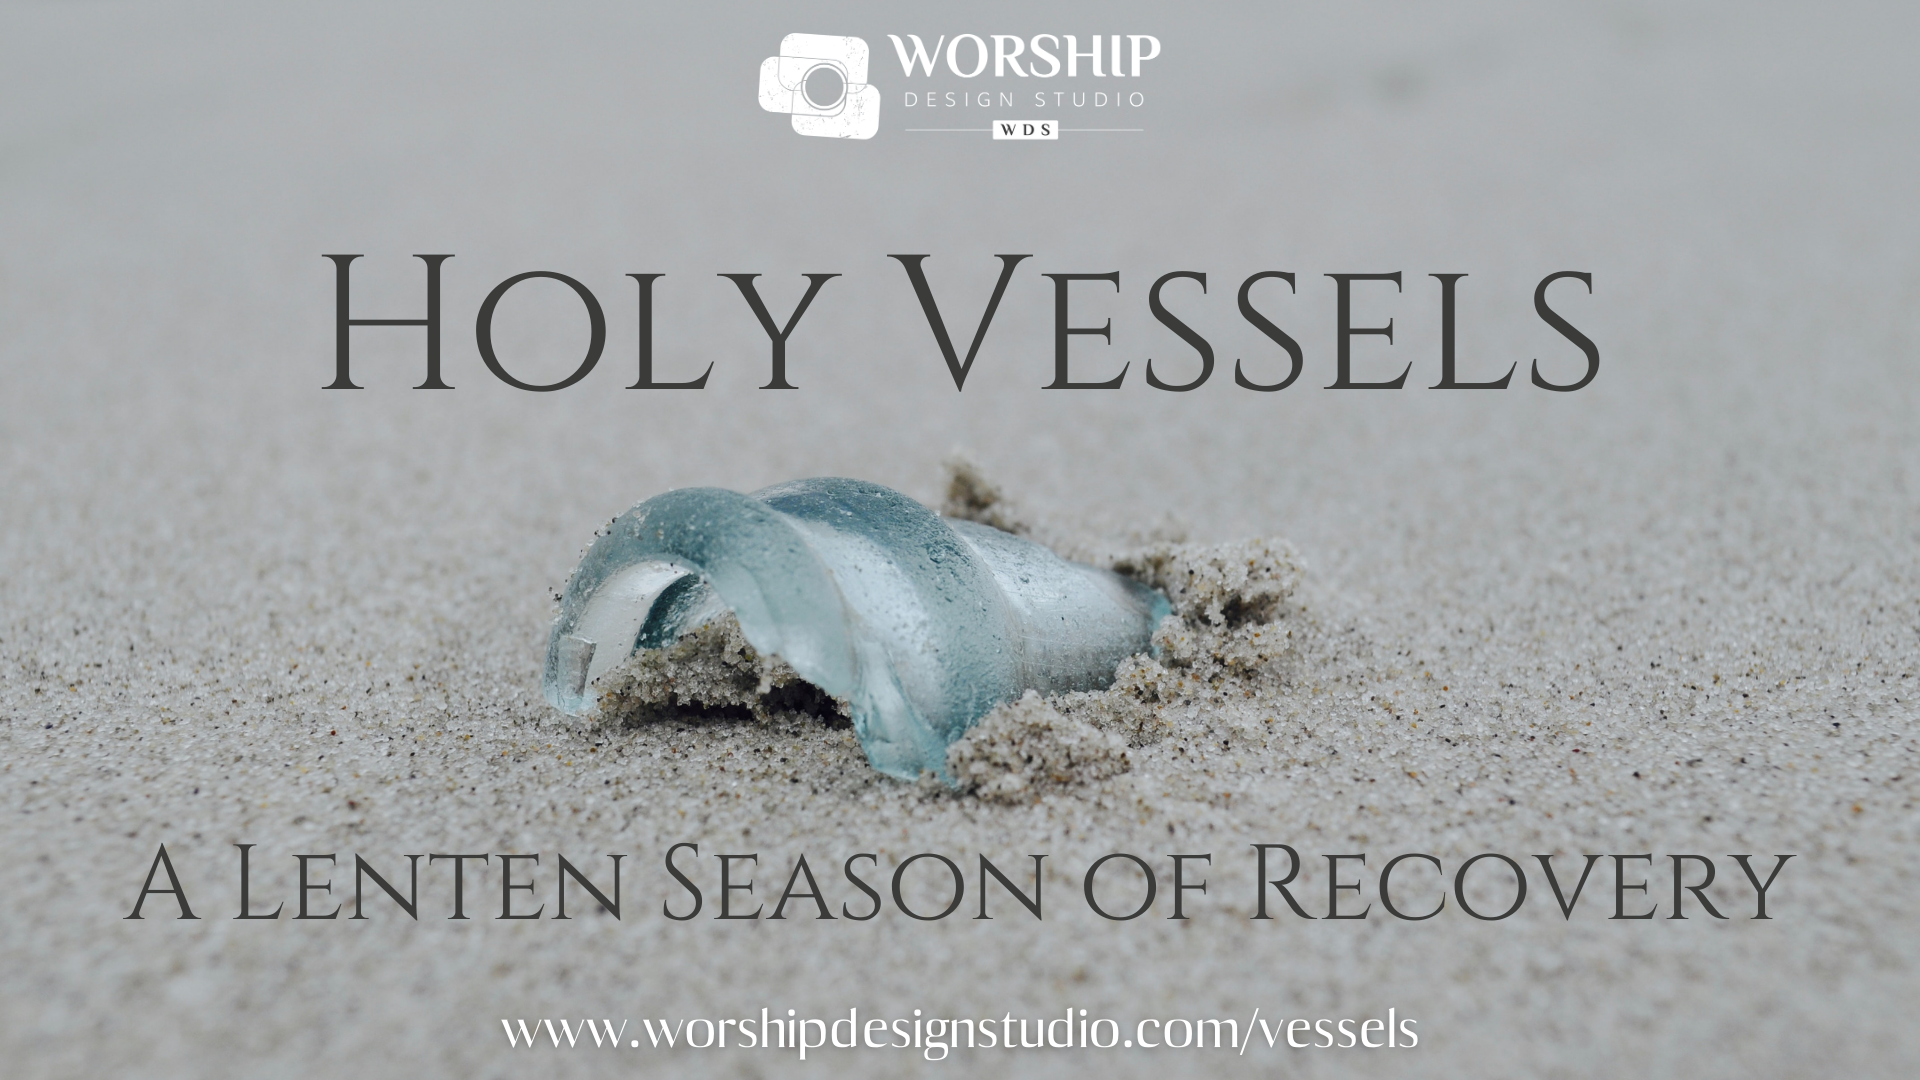 WORSHIP
DESIGN STUDIO
WDS
HOLY VESSELS
A LENTEN SEASON OF RECOVERY
www.worshipdesignstudio.com/vessels